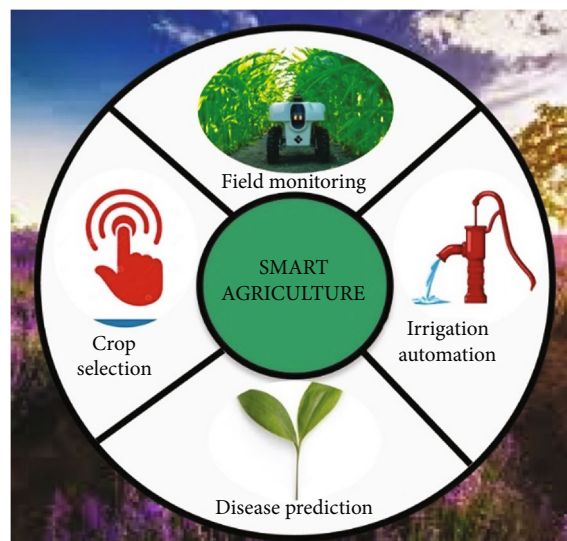 Field monitoring
SMART
AGRICULTURE
Crop
selection
Irrigation
automation
Disease prediction